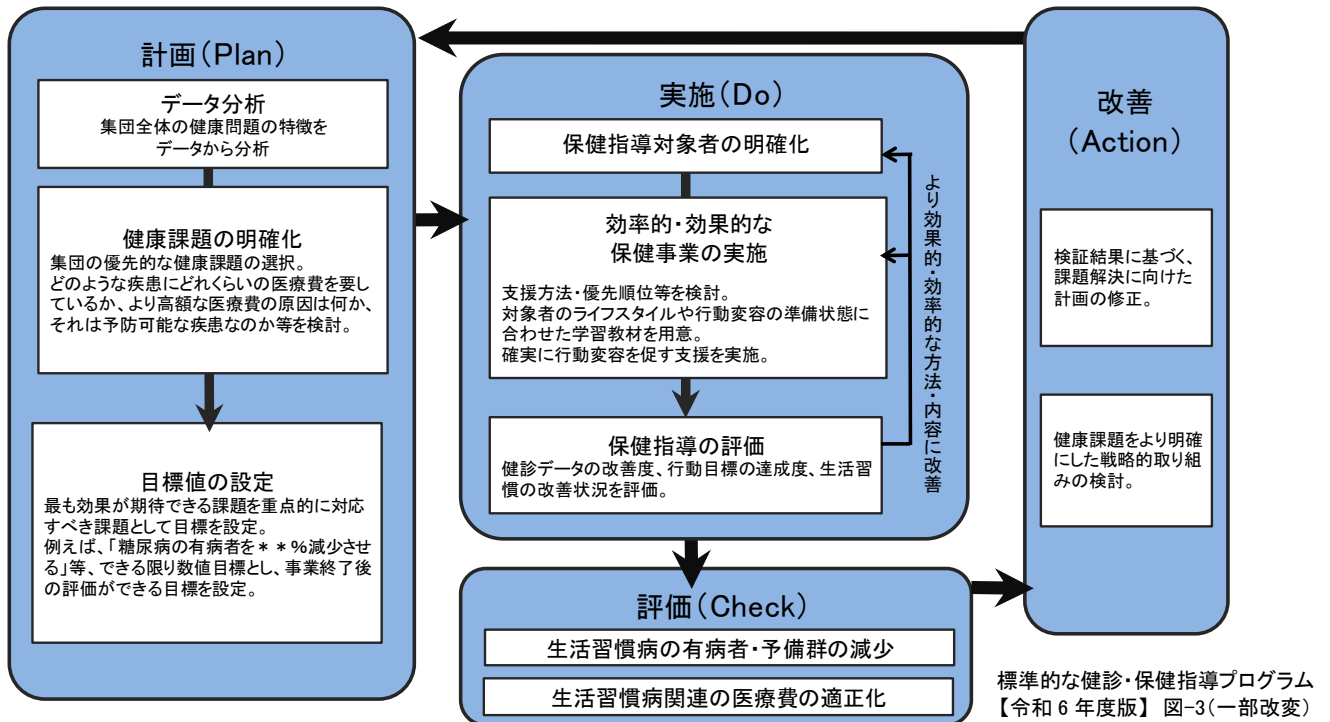 計画(Plan)
データ分析
集団全体の健康問題の特徴を
データから分析
健康課題の明確化
集団の優先的な健康課題の選択。
どのような疾患にどれくらいの医療費を要し
ているか、より高額な医療費の原因は何か、
それは予防可能な疾患なのか等を検討。
目標値の設定
最も効果が期待できる課題を重点的に対応
すべき課題として目標を設定。
例えば、「糖尿病の有病者を**%減少させ
る」等、できる限り数値目標とし、事業終了後
の評価ができる目標を設定。
実施(Do)
保健指導対象者の明確化
効率的・効果的な
保健事業の実施
支援方法・優先順位等を検討。
対象者のライフスタイルや行動変容の準備状態に
合わせた学習教材を用意。
確実に行動変容を促す支援を実施。
保健指導の評価
健診データの改善度、行動目標の達成度、生活習
慣の改善状況を評価。
より効果的・効率的な方法・内容に改善
評価(Check)
生活習慣病の有病者・予備群の減少
生活習慣病関連の医療費の適正化
改善
(Action)
検証結果に基づく、
課題解決に向けた
計画の修正。
健康課題をより明確
にした戦略的取り組
みの検討。
標準的な健診・保健指導プログラム
【令和6年度版】 図-3(一部改変)